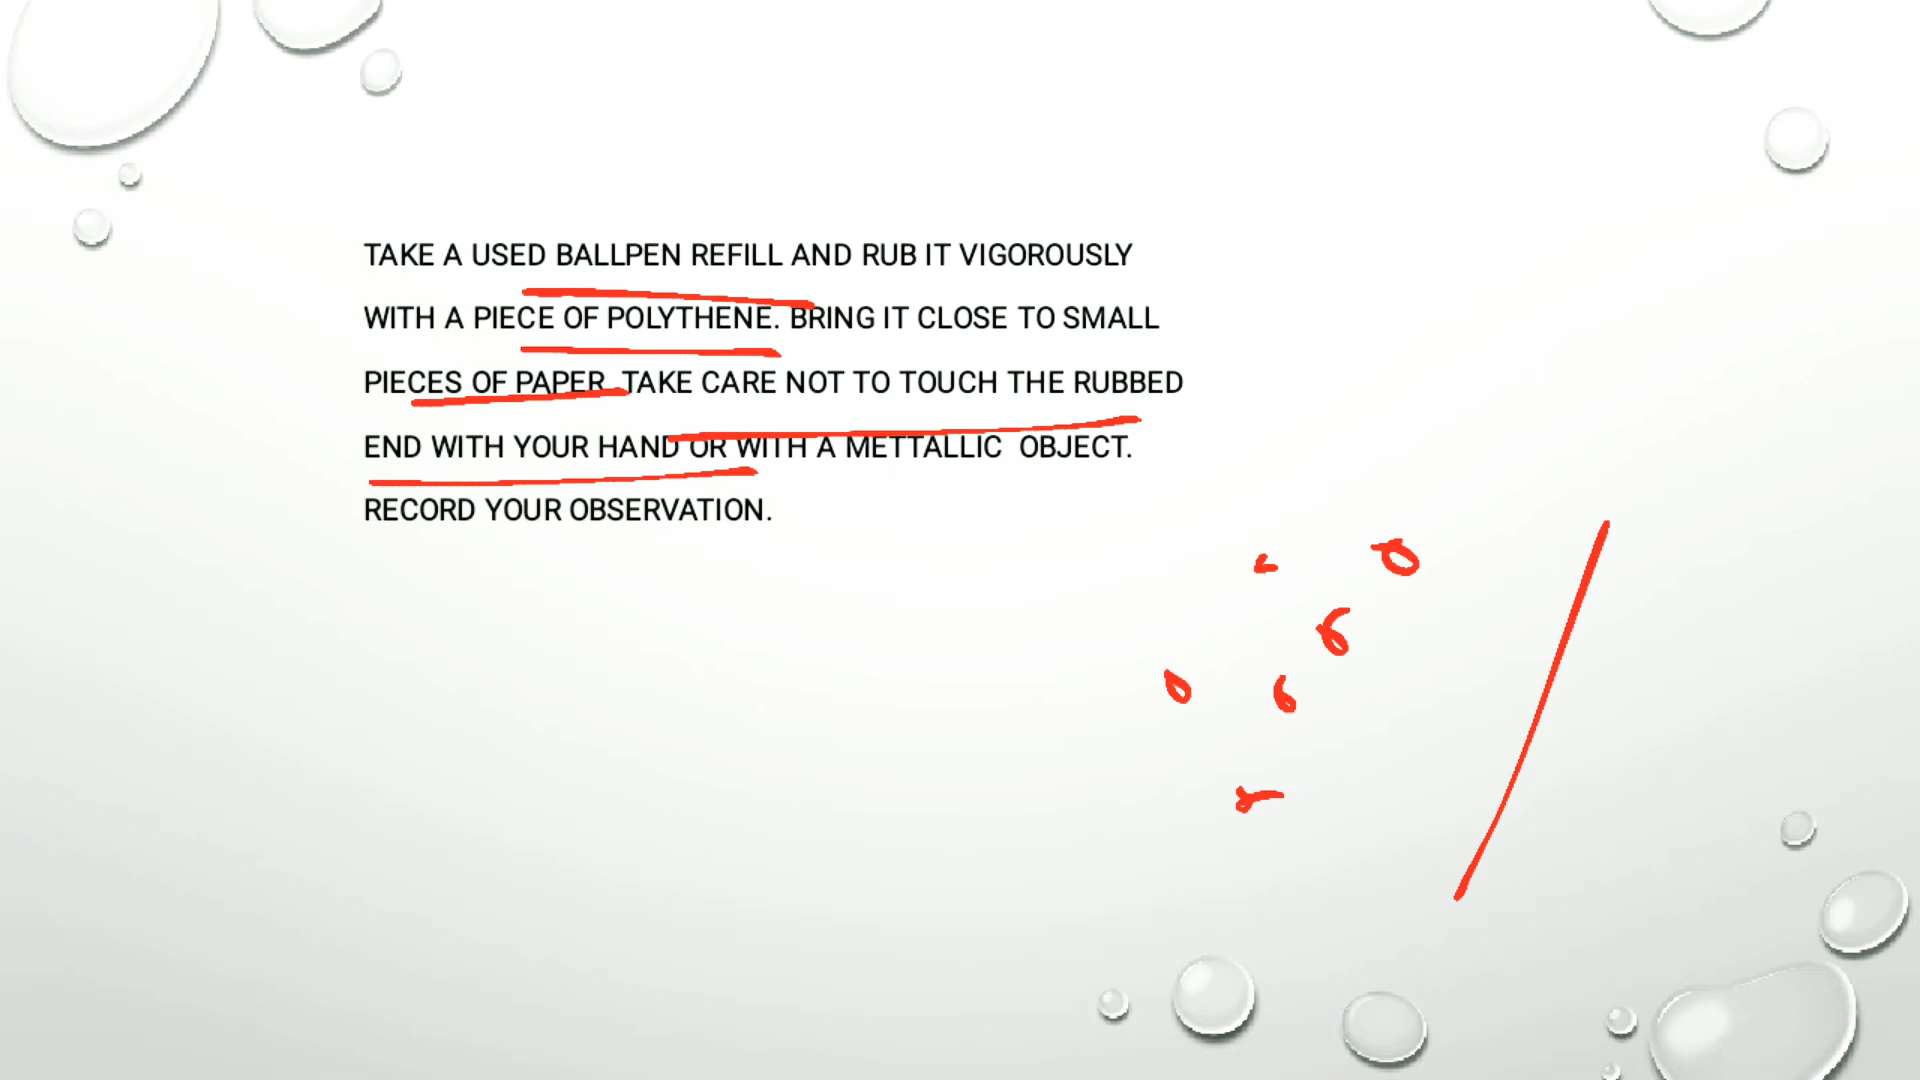 TAKE A USED BALLPEN REFILL AND RUB IT VIGOROUSLY
WITH A PIECE OF POLYTHENE. BRING IT CLOSE TO SMALL
PIECES OF PAPER. TAKE CARE NOT TO TOUCH THE RUBBED
END WITH YOUR HAND OR WITH A METTALLIC OBJECT.
RECORD YOUR OBSERVATION.